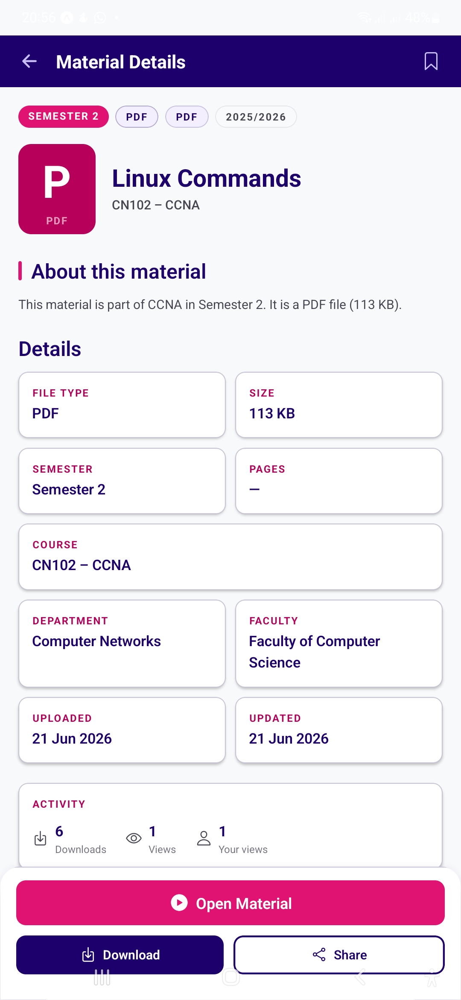 20:56
48%
Material Details
SEMESTER 2 PDF PDF 2025/2026
P
PDF
Linux Commands
CN102 – CCNA
About this material
This material is part of CCNA in Semester 2. It is a PDF file (113 KB).
Details
FILE TYPE
PDF
SIZE
113 KB
SEMESTER
Semester 2
PAGES
—
COURSE
CN102 – CCNA
DEPARTMENT
Computer Networks
FACULTY
Faculty of Computer
Science
UPLOADED
21 Jun 2026
UPDATED
21 Jun 2026
ACTIVITY
6
Downloads
1
Views
1
Your views
Open Material
Download
Share